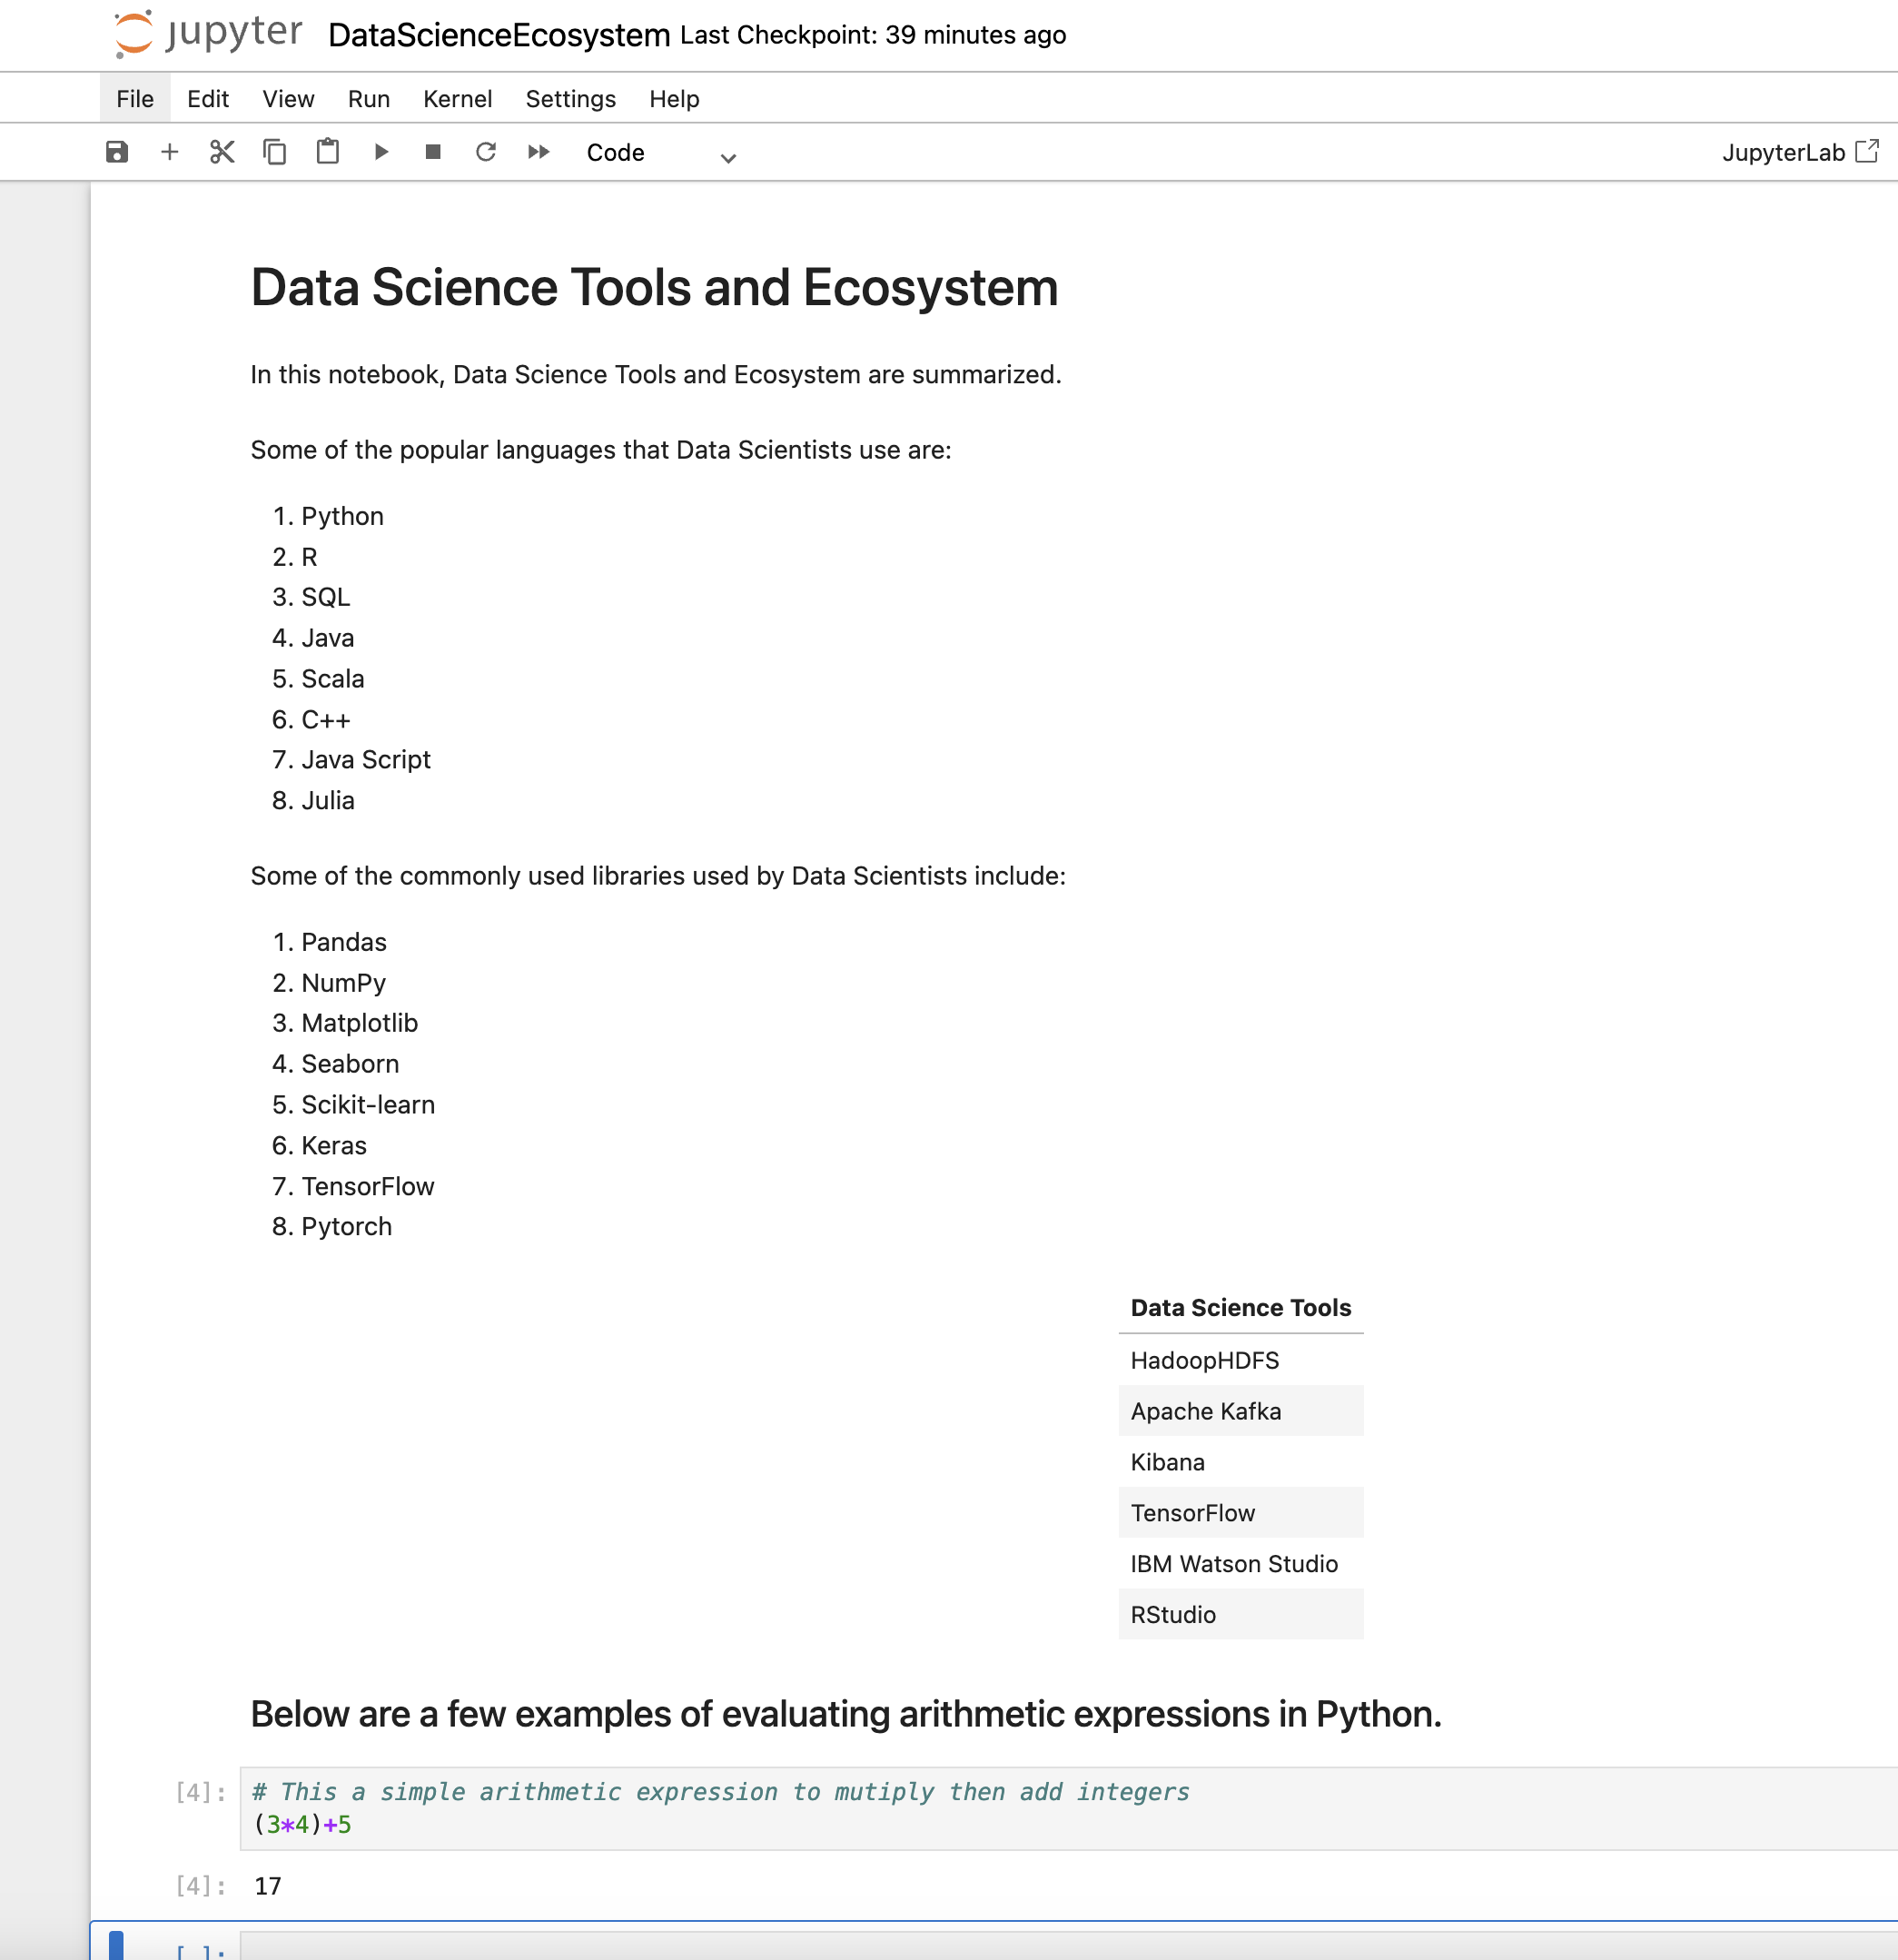 jupyter DataScienceEcosystem Last Checkpoint: 39 minutes ago
File Edit View Run Kernel Settings Help
Code JupyterLab
Data Science Tools and Ecosystem
In this notebook, Data Science Tools and Ecosystem are summarized.
Some of the popular languages that Data Scientists use are:
1. Python
2. R
3. SQL
4. Java
5. Scala
6. C++
7. Java Script
8. Julia
Some of the commonly used libraries used by Data Scientists include:
1. Pandas
2. NumPy
3. Matplotlib
4. Seaborn
5. Scikit-learn
6. Keras
7. TensorFlow
8. Pytorch
Data Science Tools
HadoopHDFS
Apache Kafka
Kibana
TensorFlow
IBM Watson Studio
RStudio
Below are a few examples of evaluating arithmetic expressions in Python.
[4]: # This a simple arithmetic expression to mutiply then add integers
(3*4)+5
[4]: 17
[ ]: